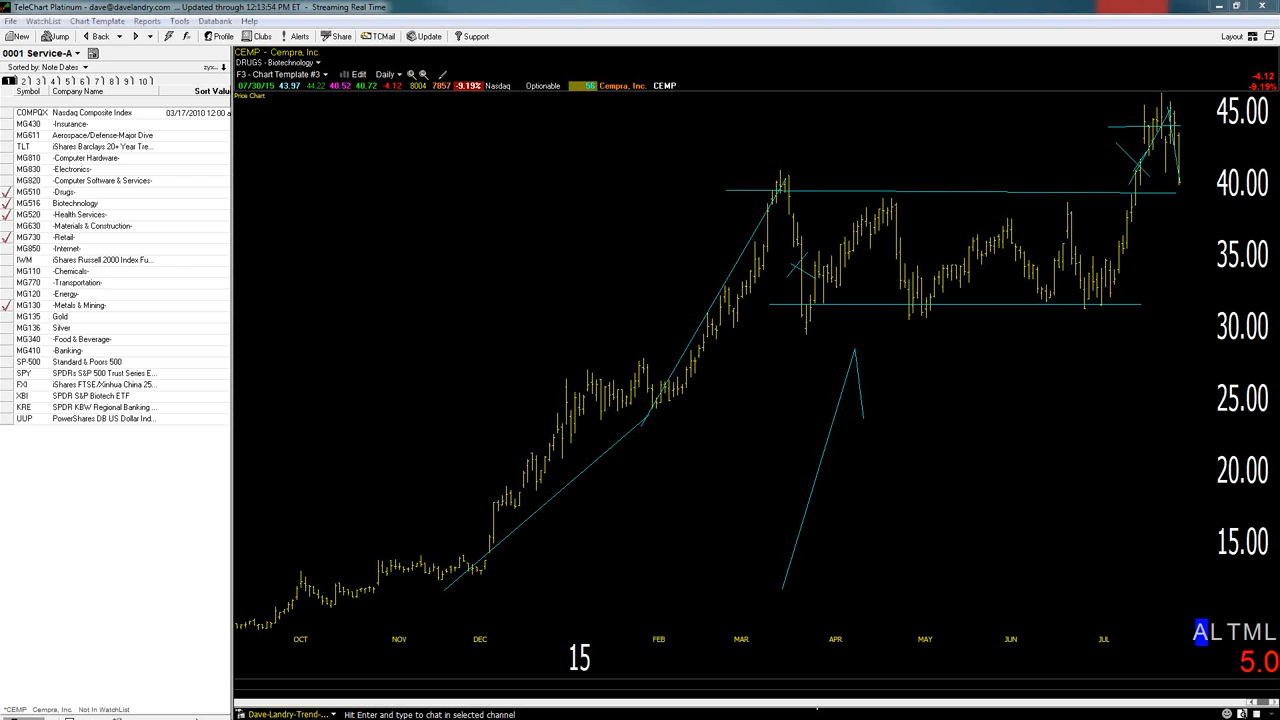 TeleChart Platinum - dave@davelandry.com ... Updated through 12:13:54 PM ET - Streaming Real Time
File WatchList Chart Template Reports Tools Databank Help
New Jump Back Profile Clubs Alerts Share TCMail Update Support Layout
0001 Service-A
Sorted by: Note Dates
1 2 3 4 5 6 7 8 9 10
Symbol Company Name Sort Val
COMPQX Nasdaq Composite Index 03/17/2010 12:00 a
MG430 -Insurance-
MG611 Aerospace/Defense-Major Dive
TLT iShares Barclays 20+ Year Tre...
MG810 -Computer Hardware-
MG830 -Electronics-
MG820 -Computer Software & Services-
MG510 -Drugs-
MG516 Biotechnology
MG520 -Health Services-
MG630 -Materials & Construction-
MG730 -Retail-
MG850 -Internet-
IWM iShares Russell 2000 Index Fu...
MG110 -Chemicals-
MG770 -Transportation-
MG120 -Energy-
MG130 -Metals & Mining-
MG135 Gold
MG136 Silver
MG340 -Food & Beverage-
MG410 -Banking-
SP-500 Standard & Poors 500
SPY SPDRs S&P 500 Trust Series E...
FXI iShares FTSE/Xinhua China 25...
XBI SPDR S&P Biotech ETF
KRE SPDR KBW Regional Banking ...
UUP PowerShares DB US Dollar Ind...
*CEMP Cempra, Inc. Not In WatchList
CEMP - Cempra, Inc.
DRUGS - Biotechnology
F3 - Chart Template #3 Edit Daily
07/30/15 43.97 44.22 40.52 40.72 -4.12 8004 7857 -9.19% Nasdaq Optionable 56 Cempra, Inc. CEMP
Price Chart
-4.12
-9.19%
45.00
40.00
35.00
30.00
25.00
20.00
15.00
OCT NOV DEC 15 FEB MAR APR MAY JUN JUL
ALTML
5.0
Dave-Landry-Trend-... Hit Enter and type to chat in selected channel